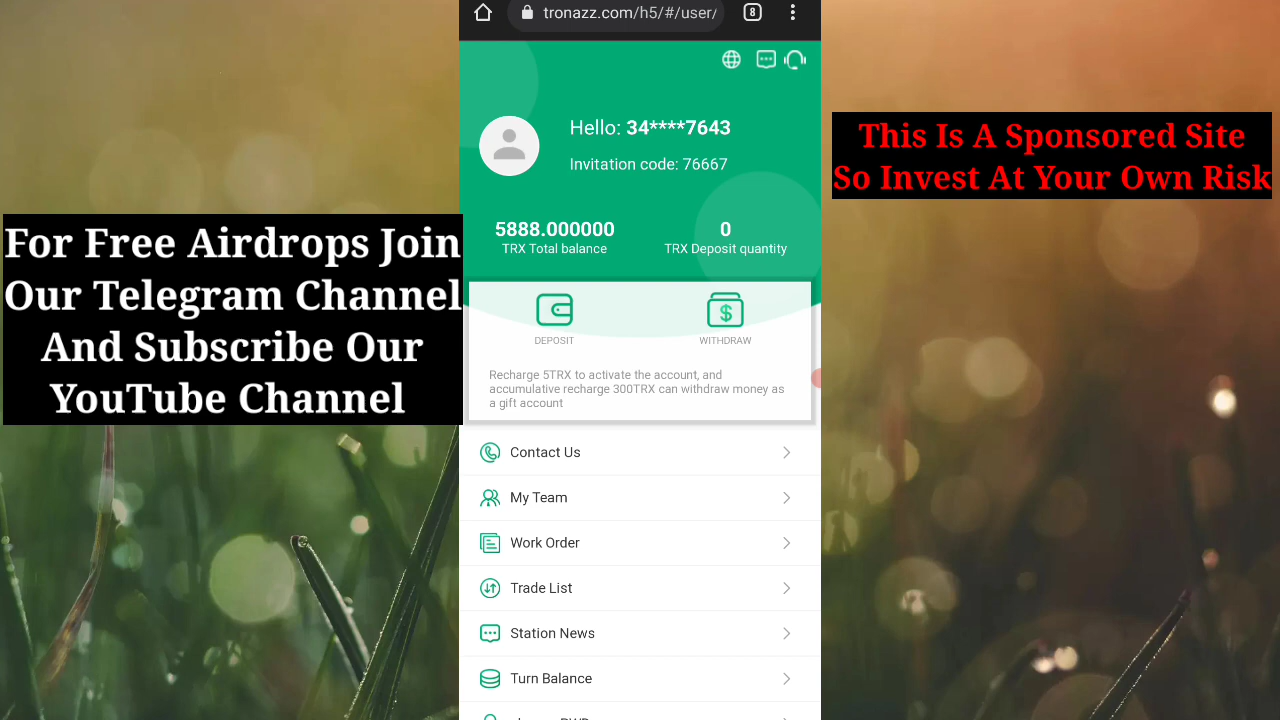 tronazz.com/h5/#/user/
8
Hello: 34****7643
Invitation code: 76667
5888.000000
TRX Total balance
0
TRX Deposit quantity
DEPOSIT
WITHDRAW
Recharge 5TRX to activate the account, and
accumulative recharge 300TRX can withdraw money as
a gift account
Contact Us
My Team
Work Order
Trade List
Station News
Turn Balance
For Free Airdrops Join
Our Telegram Channel
And Subscribe Our
YouTube Channel
This Is A Sponsored Site
So Invest At Your Own Risk